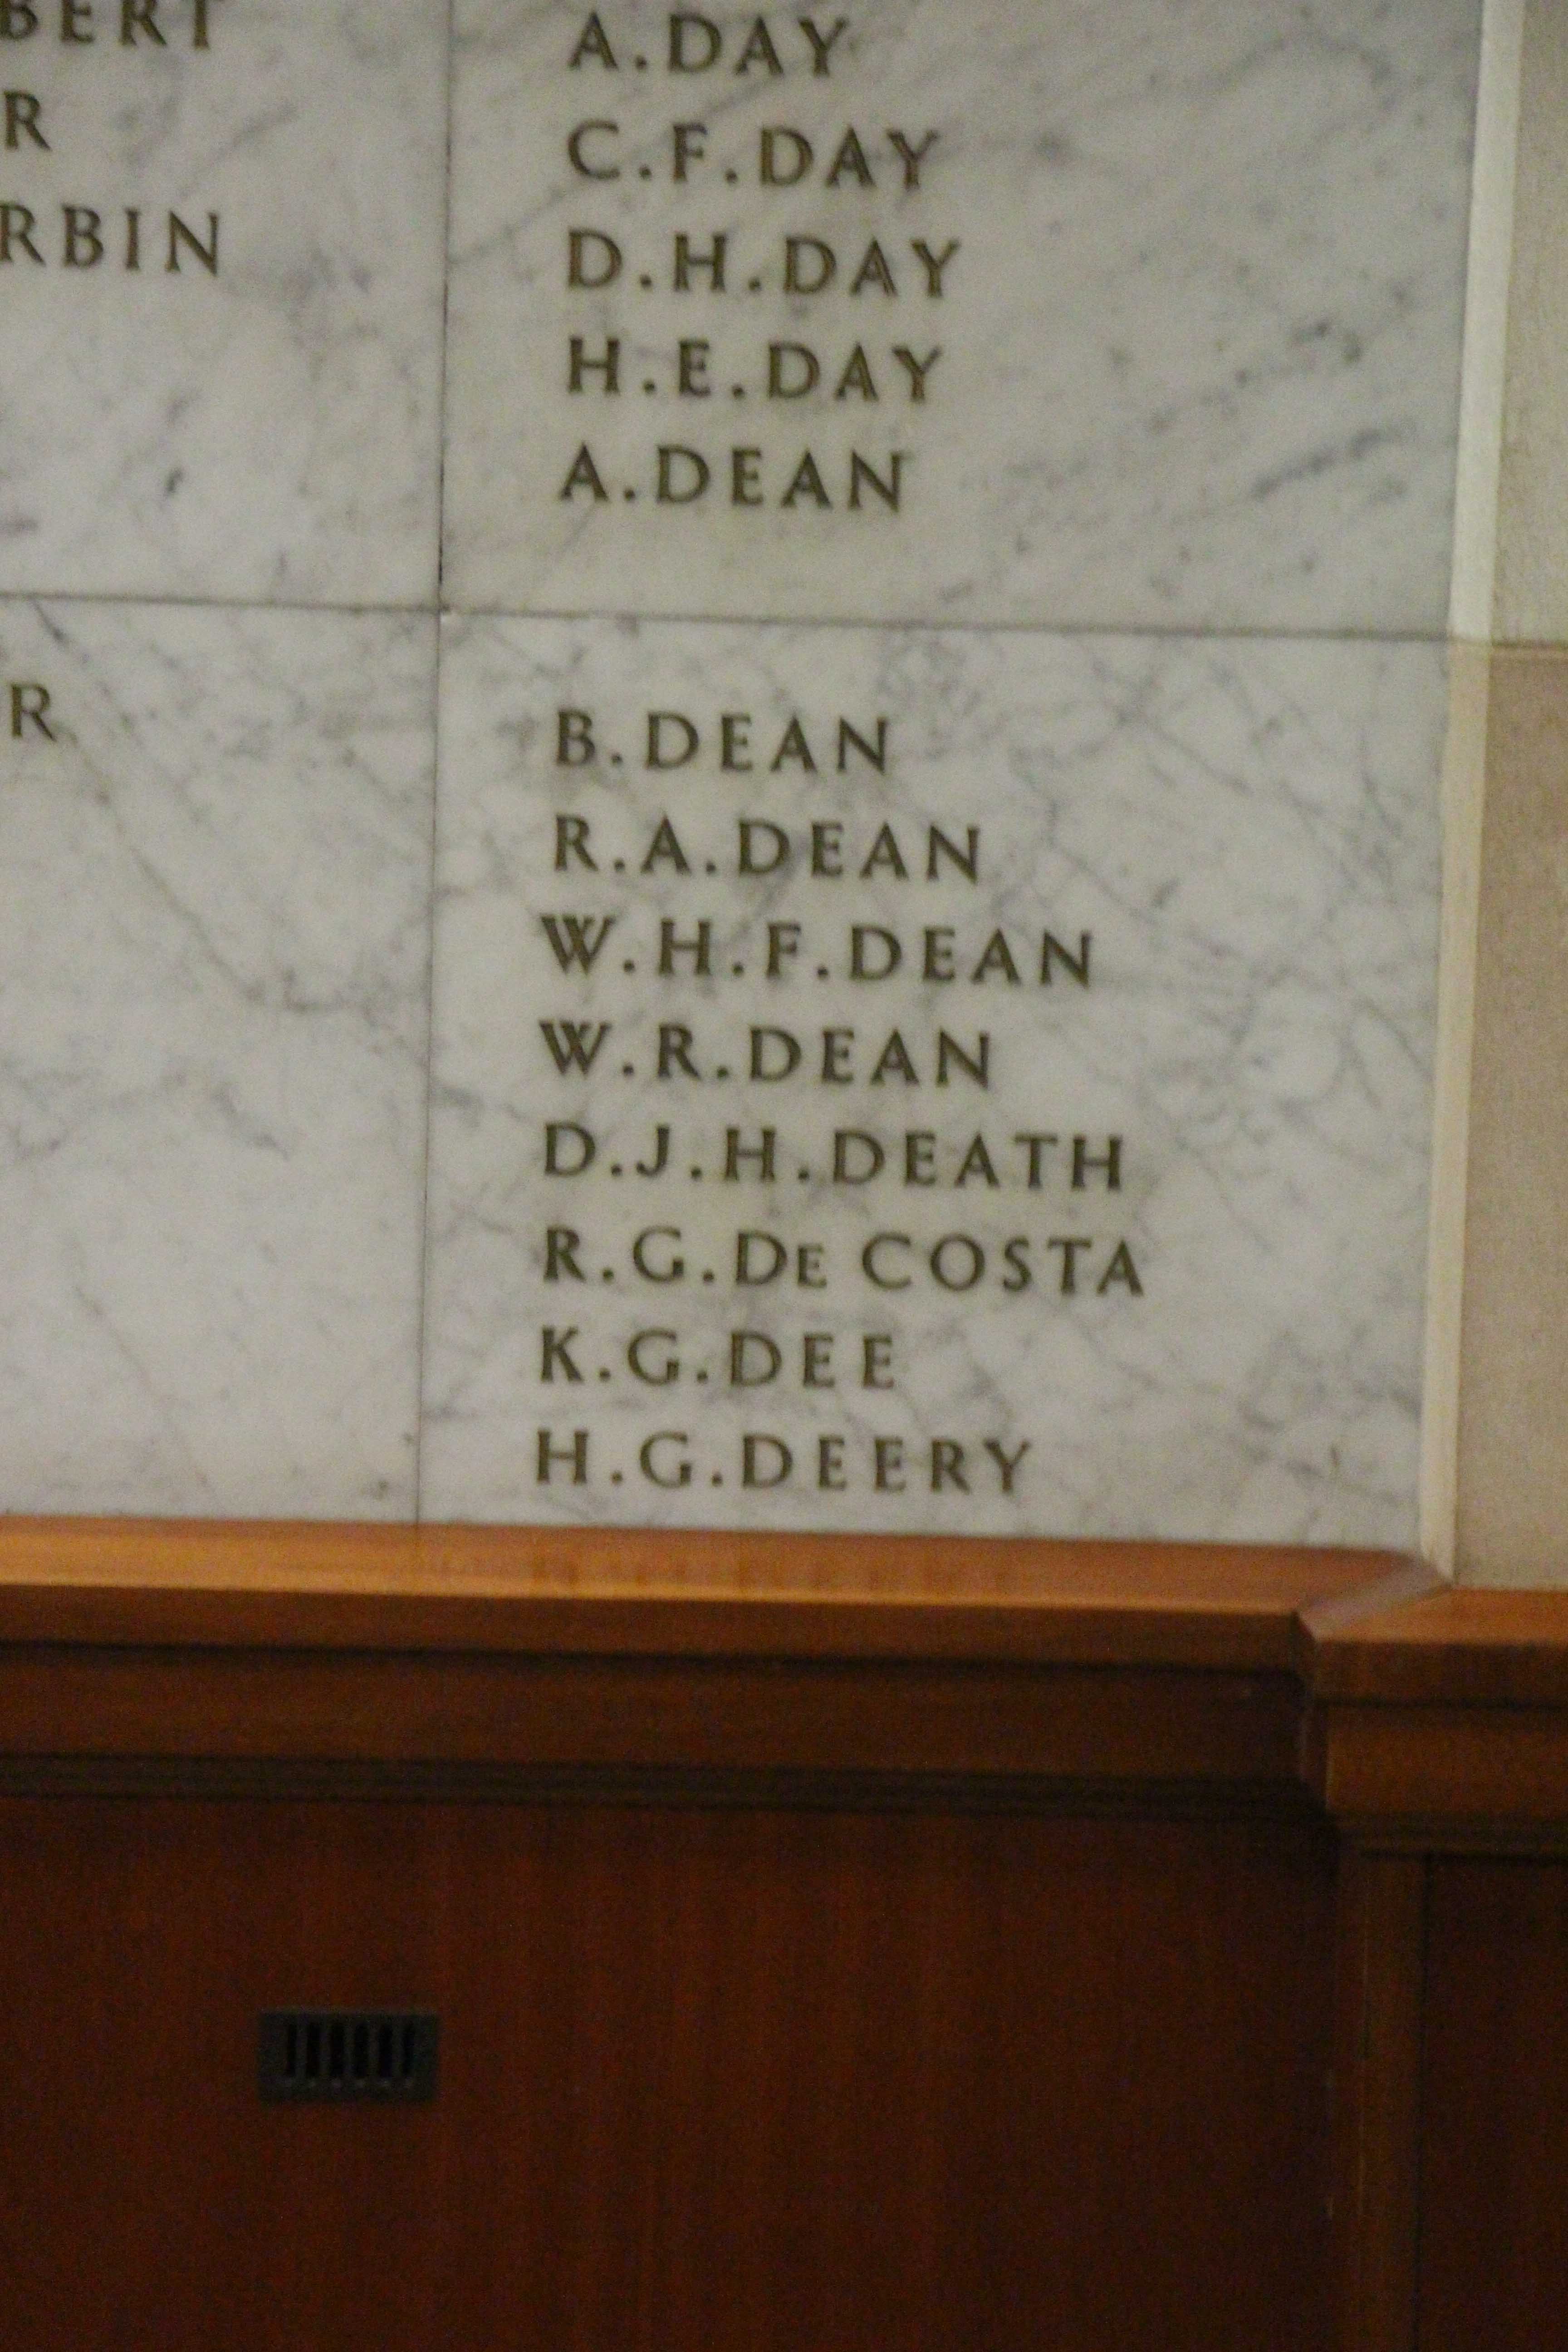 BERT
R
RBIN
R
A.DAY
C.F.DAY
D.H.DAY
H.E.DAY
A.DEAN
B.DEAN
R.A.DEAN
W.H.F.DEAN
W.R.DEAN
D.J.H.DEATH
R.G.DE COSTA
K.G.DEE
H.G.DEERY